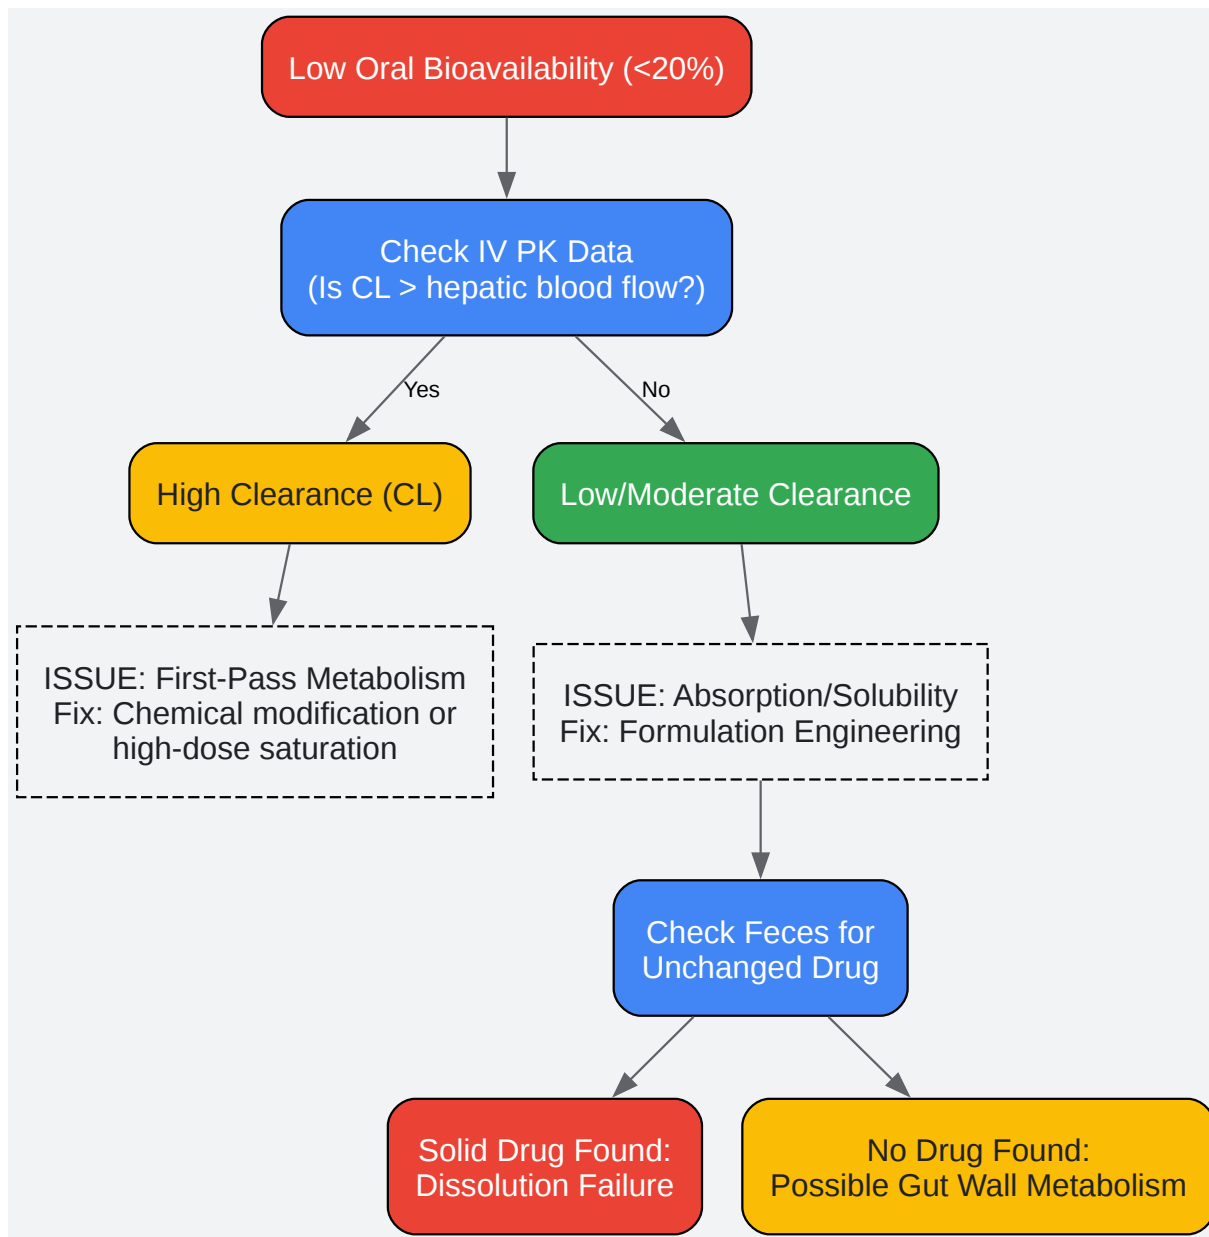 Low Oral Bioavailability (<20%)
Check IV PK Data
(Is CL > hepatic blood flow?)
Yes
No
High Clearance (CL)
Low/Moderate Clearance
ISSUE: First-Pass Metabolism
Fix: Chemical modification or
high-dose saturation
ISSUE: Absorption/Solubility
Fix: Formulation Engineering
Check Feces for
Unchanged Drug
Solid Drug Found:
Dissolution Failure
No Drug Found:
Possible Gut Wall Metabolism